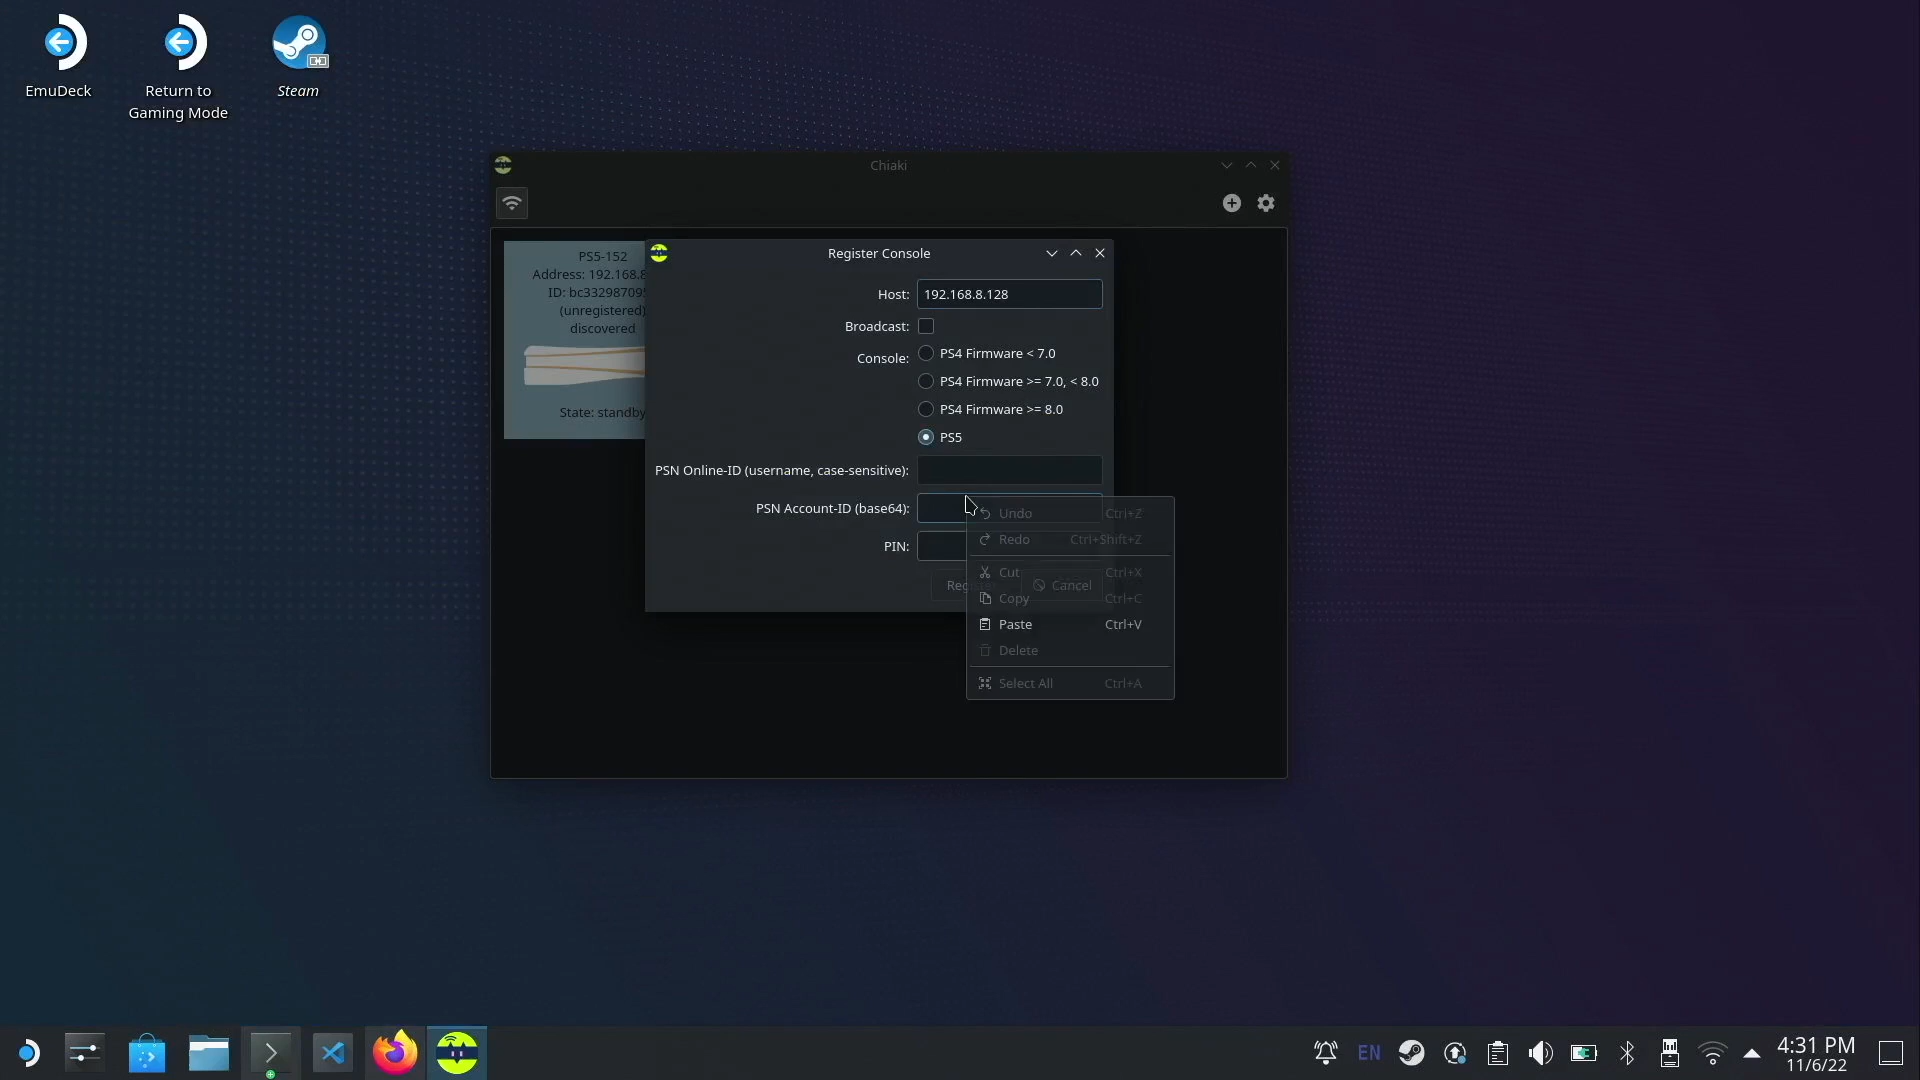 EmuDeck
Return to
Gaming Mode
Steam
Chiaki
PS5-152
Address: 192.168.8
ID: bc33298709
(unregistered)
discovered
State: standby
Register Console
Host: 192.168.8.128
Broadcast:
Console: PS4 Firmware < 7.0
PS4 Firmware >= 7.0, < 8.0
PS4 Firmware >= 8.0
PS5
PSN Online-ID (username, case-sensitive):
PSN Account-ID (base64):
PIN:
Cancel
Undo Ctrl+Z
Redo Ctrl+Shift+Z
Cut Ctrl+X
Copy Ctrl+C
Paste Ctrl+V
Delete
Select All Ctrl+A
EN
4:31 PM
11/6/22